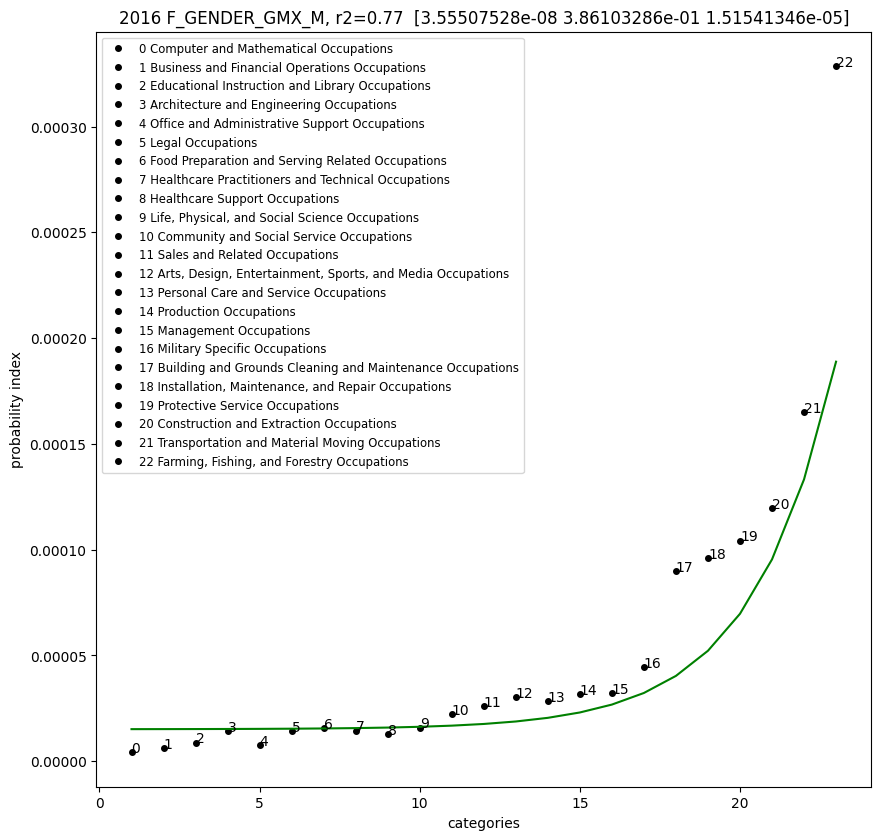 2016 F_GENDER_GMX_M, r2=0.77 [3.55507528e-08 3.86103286e-01 1.51541346e-05]
0 Computer and Mathematical Occupations
1 Business and Financial Operations Occupations
2 Educational Instruction and Library Occupations
3 Architecture and Engineering Occupations
4 Office and Administrative Support Occupations
5 Legal Occupations
6 Food Preparation and Serving Related Occupations
7 Healthcare Practitioners and Technical Occupations
8 Healthcare Support Occupations
9 Life, Physical, and Social Science Occupations
10 Community and Social Service Occupations
11 Sales and Related Occupations
12 Arts, Design, Entertainment, Sports, and Media Occupations
13 Personal Care and Service Occupations
14 Production Occupations
15 Management Occupations
16 Military Specific Occupations
17 Building and Grounds Cleaning and Maintenance Occupations
18 Installation, Maintenance, and Repair Occupations
19 Protective Service Occupations
20 Construction and Extraction Occupations
21 Transportation and Material Moving Occupations
22 Farming, Fishing, and Forestry Occupations
probability index
0.00030
0.00025
0.00020
0.00015
0.00010
0.00005
0.00000
0
1
2
3
4
5
6
7
8
9
10
11
12
13
14
15
16
17
18
19
20
21
22
0
5
10
15
20
categories